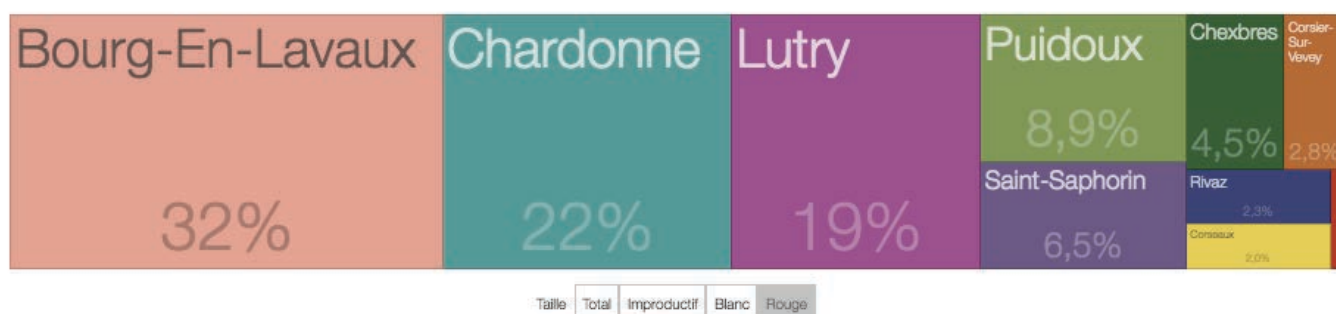 Bourg-En-Lavaux
32%
Chardonne
22%
Lutry
19%
Puidoux
8,9%
Saint-Saphorin
6,5%
Chexbres
4,5%
Corsier-
Sur-
Vevey
2,8%
Rivaz
2,3%
Corseaux
2,0%
Taille Total Improductif Blanc Rouge